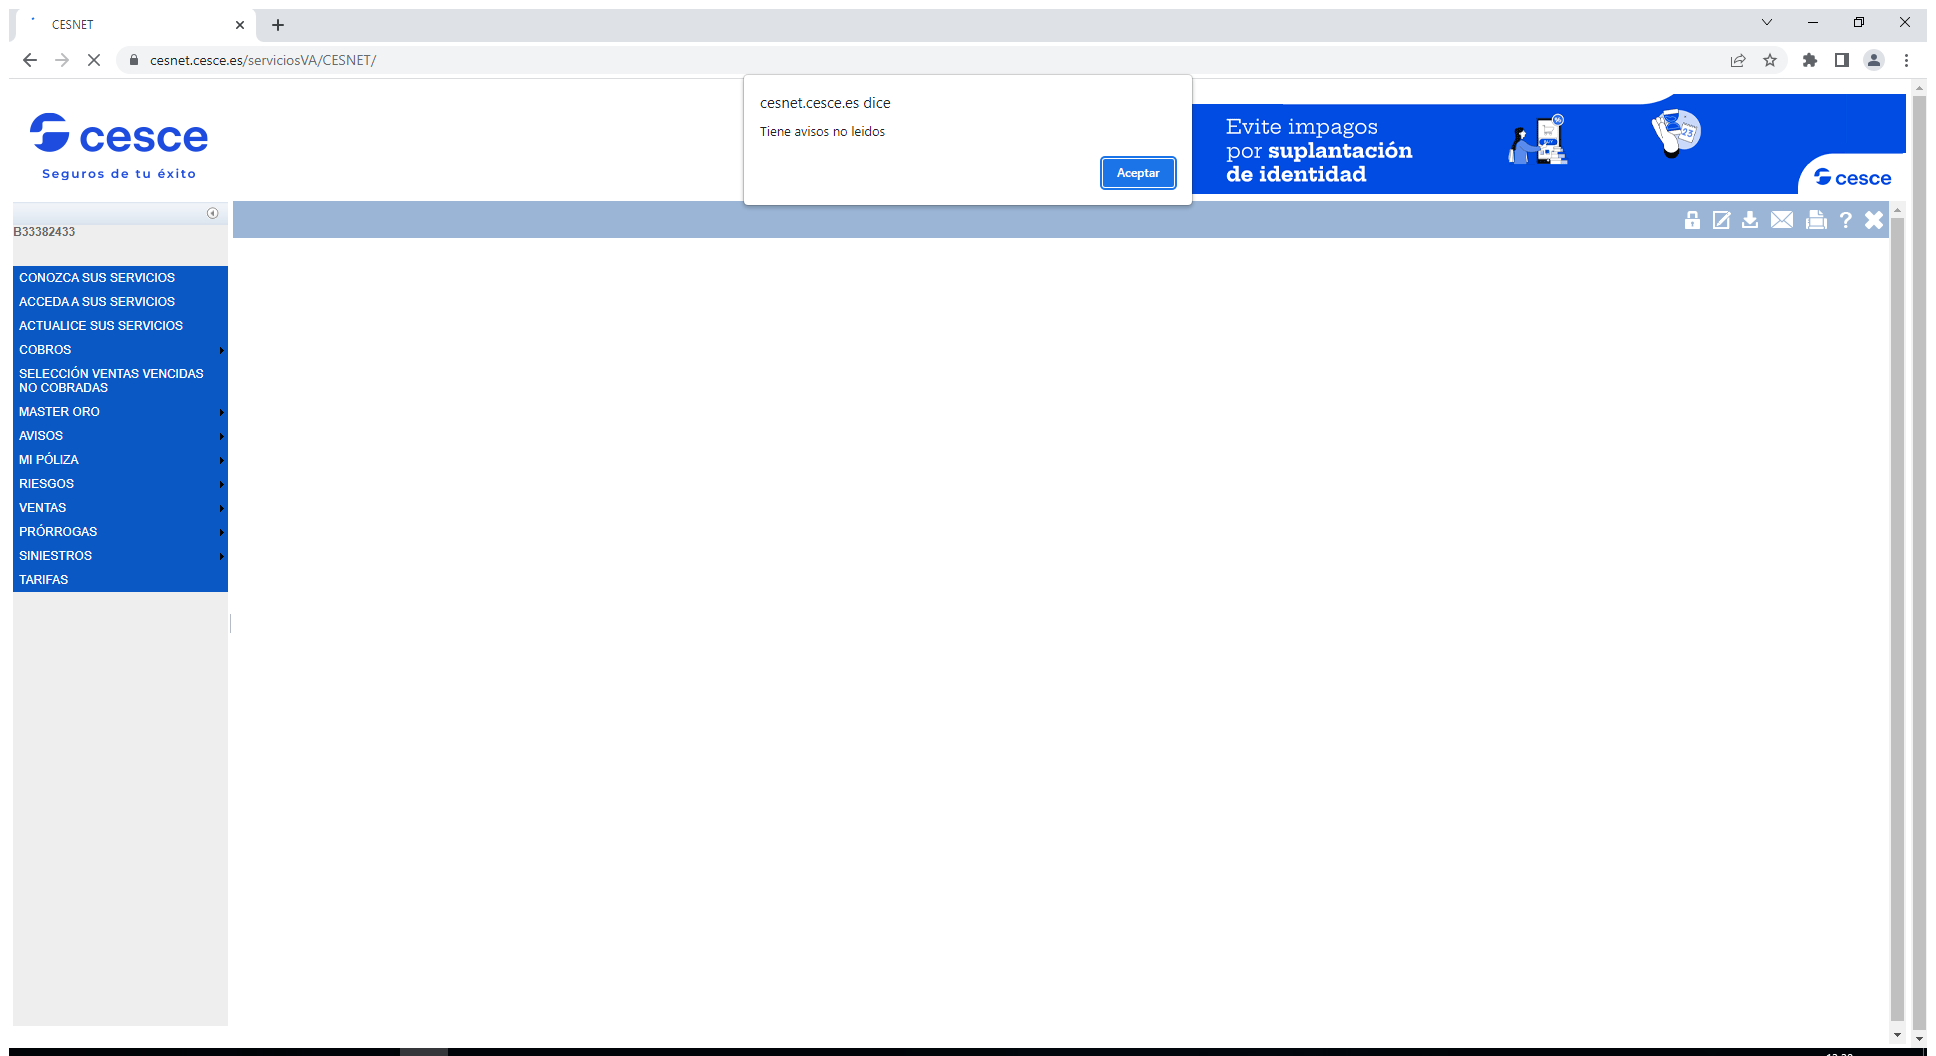 CESNET
cesnet.cesce.es/serviciosVA/CESNET/
cesnet.cesce.es dice
Tiene avisos no leidos
Aceptar
cesce
Seguros de tu éxito
Evite impagos
por suplantación
de identidad
23
cesce
B33382433
CONOZCA SUS SERVICIOS
ACCEDA A SUS SERVICIOS
ACTUALICE SUS SERVICIOS
COBROS
SELECCIÓN VENTAS VENCIDAS
NO COBRADAS
MASTER ORO
AVISOS
MI PÓLIZA
RIESGOS
VENTAS
PRÓRROGAS
SINIESTROS
TARIFAS